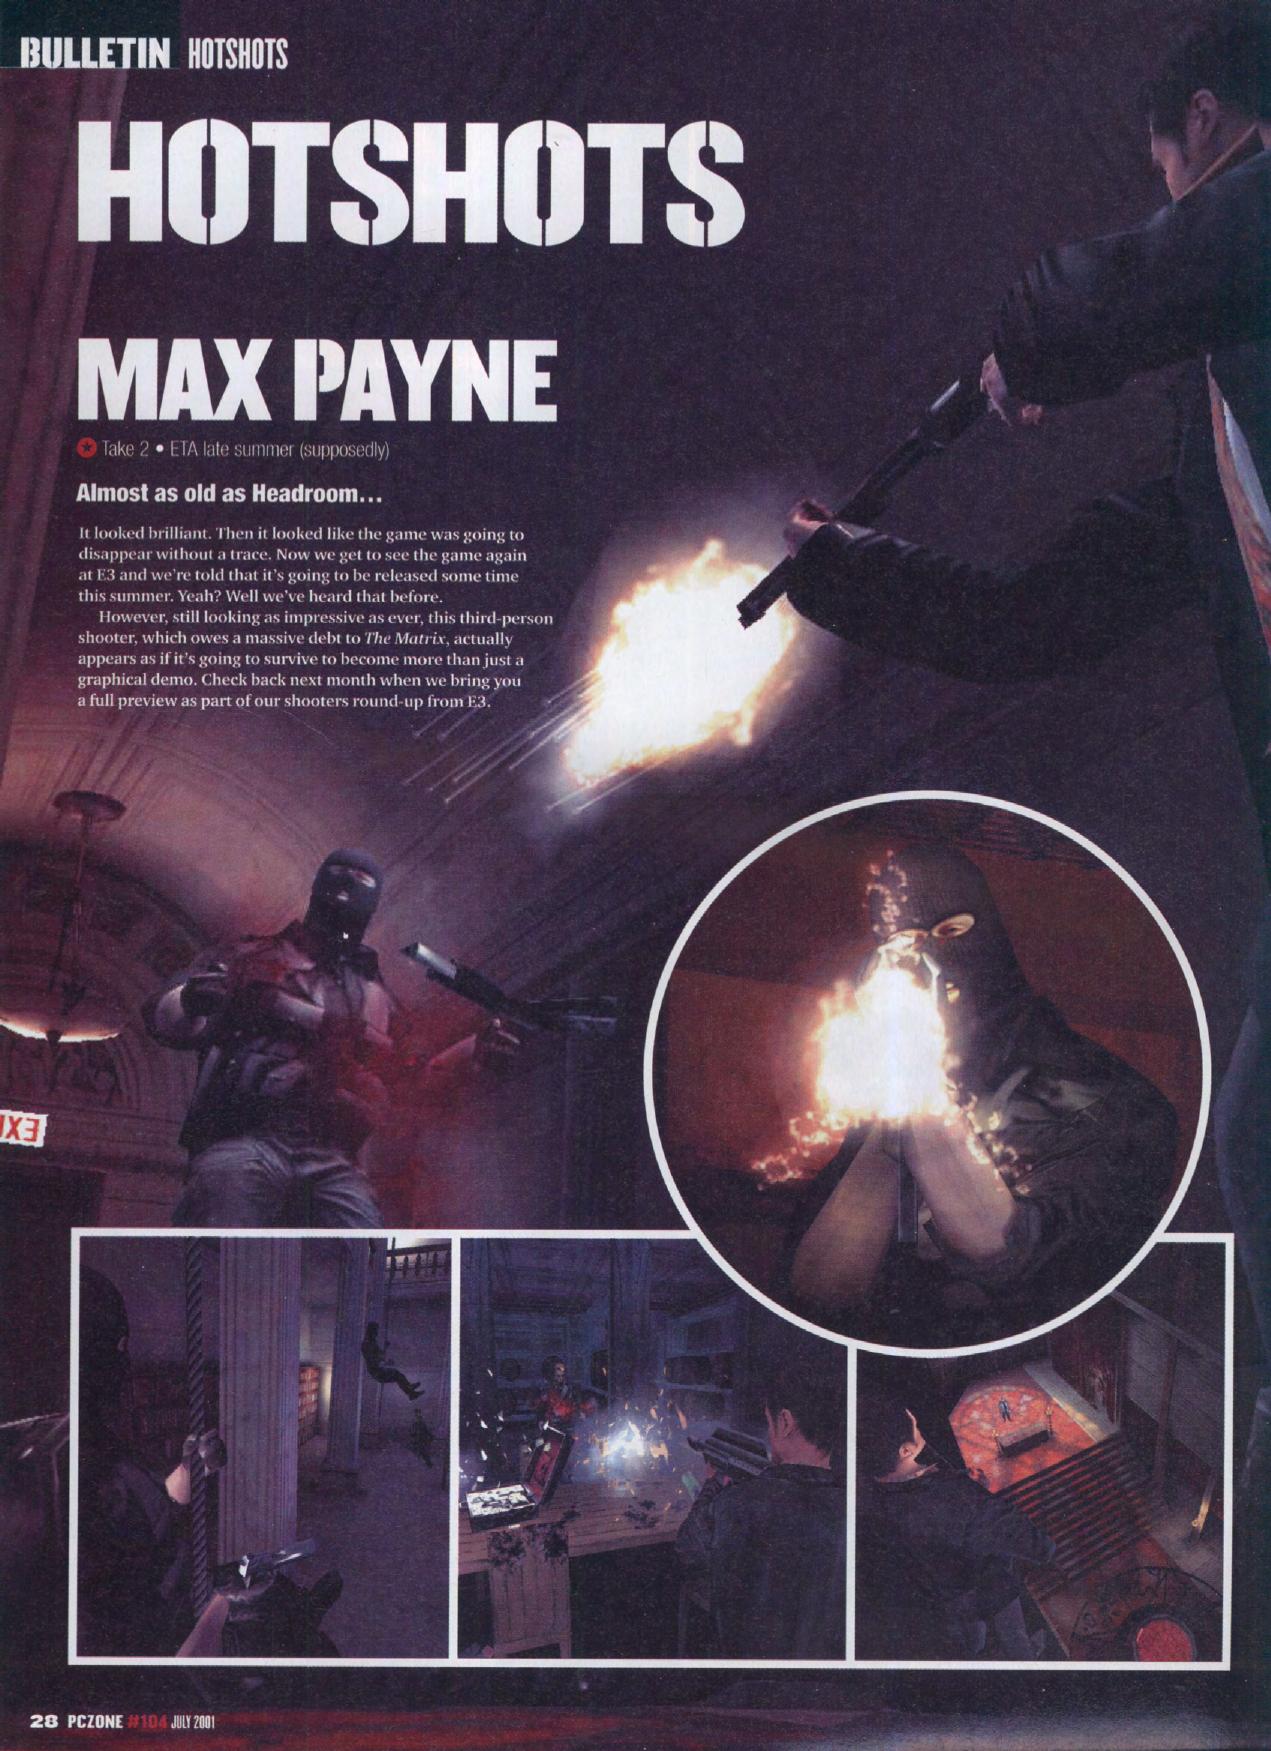 BULLETIN HOTSHOTS
HOTSHOTS
MAX PAYNE
Take 2 • ETA late summer (supposedly)
Almost as old as Headroom...
It looked brilliant. Then it looked like the game was going to
disappear without a trace. Now we get to see the game again
at E3 and we're told that it's going to be released some time
this summer. Yeah? Well we've heard that before.
However, still looking as impressive as ever, this third-person
shooter, which owes a massive debt to The Matrix, actually
appears as if it's going to survive to become more than just a
graphical demo. Check back next month when we bring you
a full preview as part of our shooters round-up from E3.
EXI
28 PCZONE #104 JULY 2001